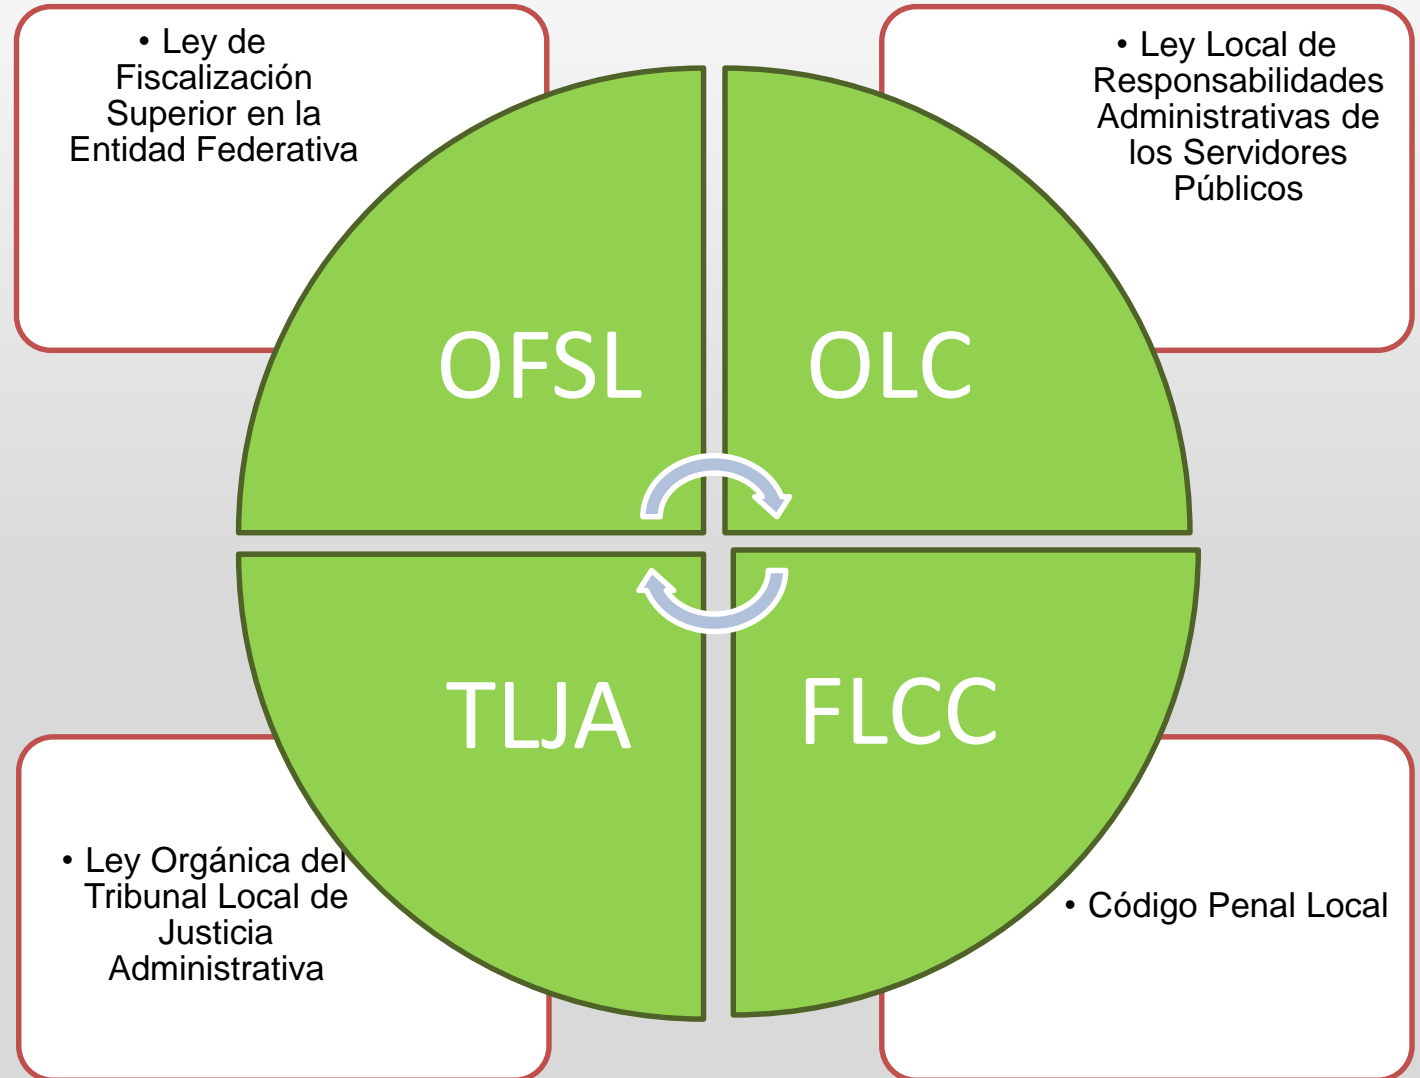 • Ley de
Fiscalización
Superior en la
Entidad Federativa
• Ley Local de
Responsabilidades
Administrativas de
los Servidores
Públicos
OFSL
OLC
TLJA
FLCC
• Ley Orgánica del
Tribunal Local de
Justicia
Administrativa
• Código Penal Local